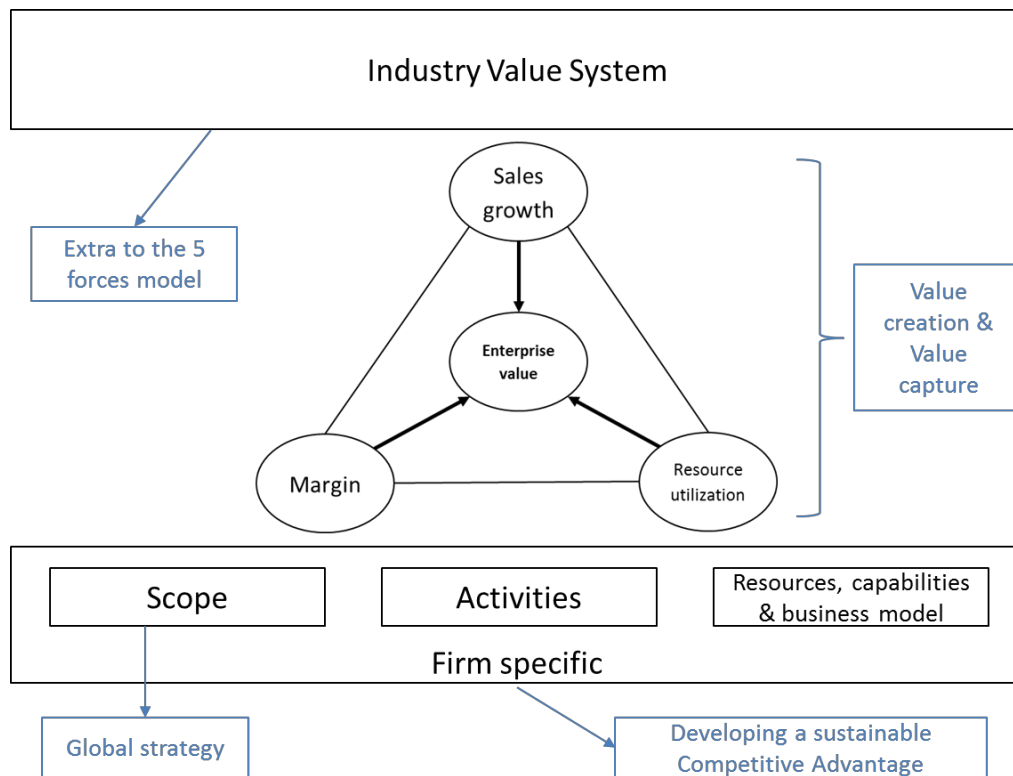 Industry Value System
Sales
growth
Extra to the 5
forces model
Value
creation &
Value
capture
Enterprise
value
Margin
Resource
utilization
Scope
Activities
Resources, capabilities
& business model
Firm specific
Global strategy
Developing a sustainable
Competitive Advantage